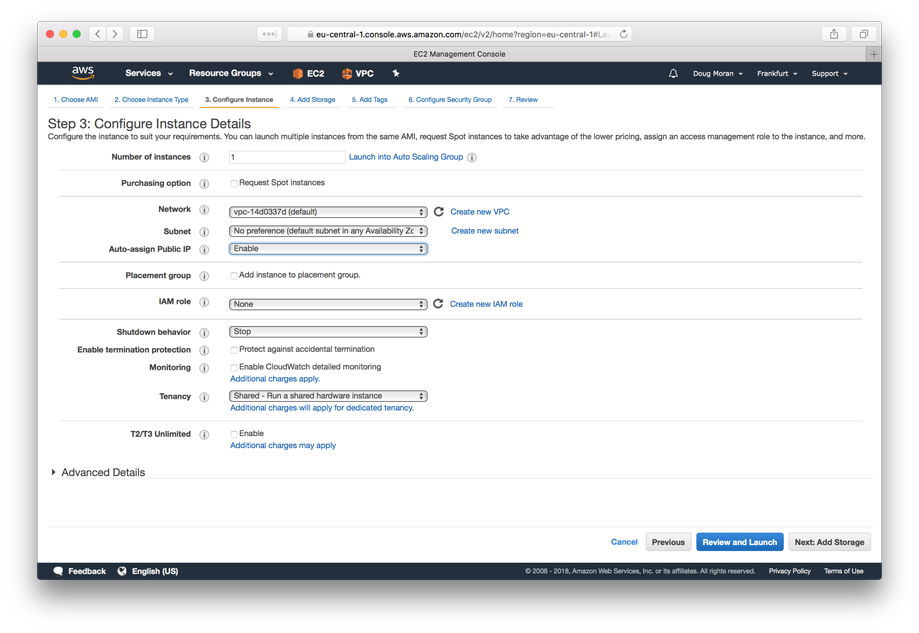 eu-central-1.console.aws.amazon.com/ec2/v2/home?region=eu-central-1#La
EC2 Management Console
aws Services Resource Groups EC2 VPC Doug Moran Frankfurt Support
1. Choose AMI 2. Choose Instance Type 3. Configure Instance 4. Add Storage 5. Add Tags 6. Configure Security Group 7. Review
Step 3: Configure Instance Details
Configure the instance to suit your requirements. You can launch multiple instances from the same AMI, request Spot instances to take advantage of the lower pricing, assign an access management role to the instance, and more.
Number of instances 1 Launch into Auto Scaling Group
Purchasing option Request Spot instances
Network vpc-14d0337d (default) Create new VPC
Subnet No preference (default subnet in any Availability Zo Create new subnet
Auto-assign Public IP Enable
Placement group Add instance to placement group.
IAM role None Create new IAM role
Shutdown behavior Stop
Enable termination protection Protect against accidental termination
Monitoring Enable CloudWatch detailed monitoring
Additional charges apply.
Tenancy Shared - Run a shared hardware instance
Additional charges will apply for dedicated tenancy.
T2/T3 Unlimited Enable
Additional charges may apply
Advanced Details
Cancel Previous Review and Launch Next: Add Storage
Feedback English (US) © 2008 - 2018, Amazon Web Services, Inc. or its affiliates. All rights reserved. Privacy Policy Terms of Use